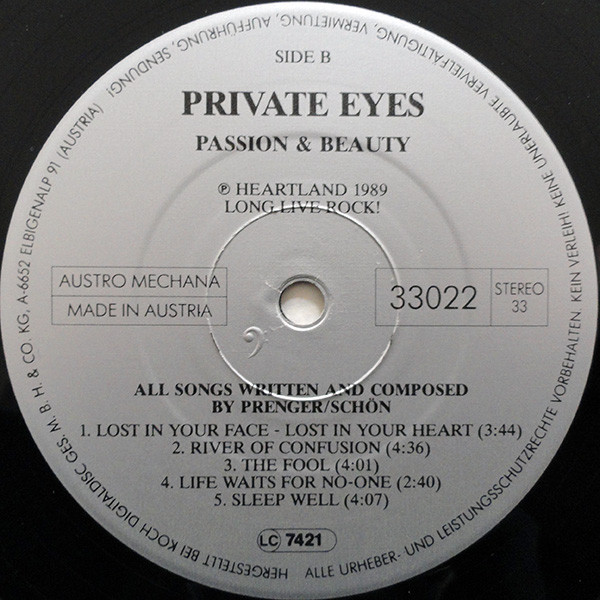 SIDE B
PRIVATE EYES
PASSION & BEAUTY
℗ HEARTLAND 1989
LONG LIVE ROCK!
AUSTRO MECHANA
MADE IN AUSTRIA
33022
STEREO
33
ALL SONGS WRITTEN AND COMPOSED
BY PRENGER/SCHÖN
1. LOST IN YOUR FACE - LOST IN YOUR HEART (3:44)
2. RIVER OF CONFUSION (4:36)
3. THE FOOL (4:01)
4. LIFE WAITS FOR NO-ONE (2:40)
5. SLEEP WELL (4:07)
LC 7421
HERGESTELLT BEI KOCH DIGITALDISC GES. M. B. H. & CO. KG, A-6652 ELBIGENALP 91 (AUSTRIA)
ALLE URHEBER- UND LEISTUNGSSCHUTZRECHTE VORBEHALTEN. KEIN VERLEIH! KEINE UNERLAUBTE VERVIELFÄLTIGUNG, VERMIETUNG, AUFFÜHRUNG, SENDUNG!